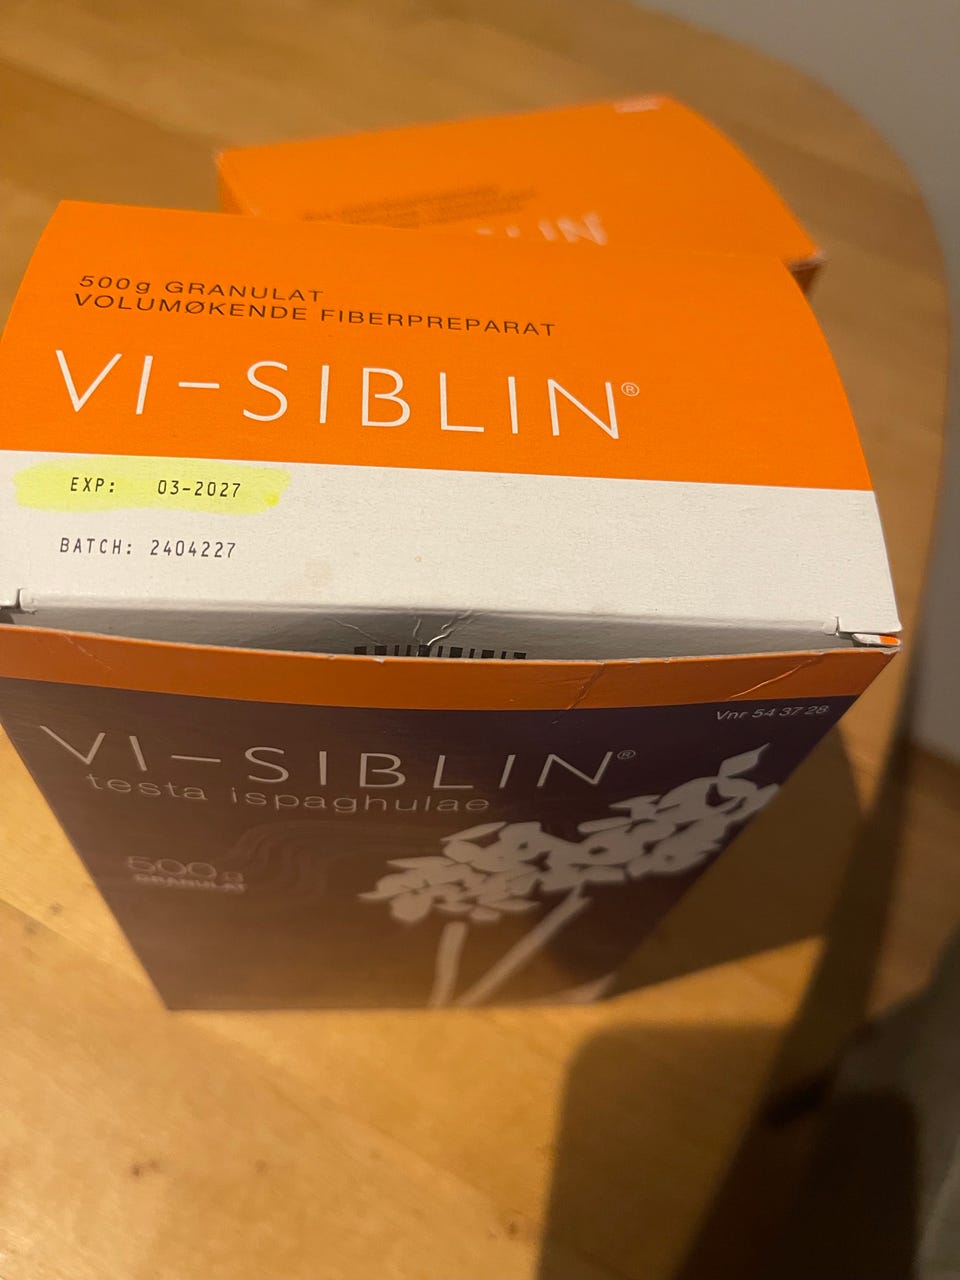 LIN
500g GRANULAT
VOLUMØKENDE FIBERPREPARAT
VI-SIBLIN®
EXP: 03-2027
BATCH: 2404227
Vnr 54 37 28
VI-SIBLIN®
testa ispaghulae
500g
GRANULAT